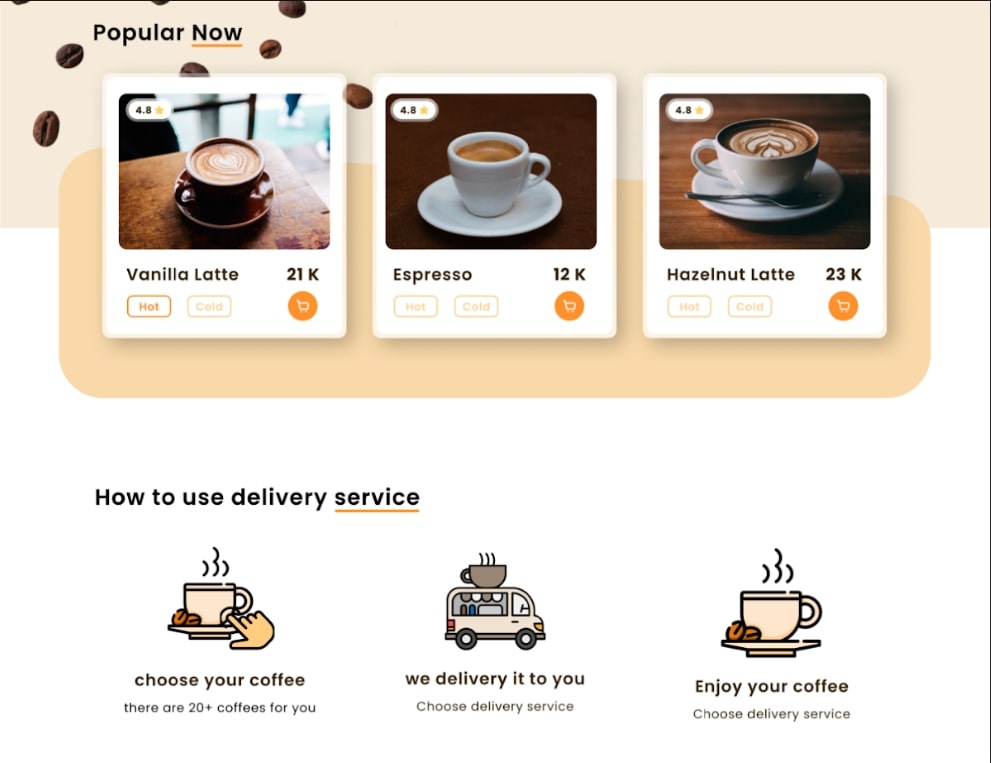 Popular Now
4.8
4.8
4.8
Vanilla Latte 21 K
Hot Cold
Espresso 12 K
Hot Cold
Hazelnut Latte 23 K
Hot Cold
How to use delivery service
choose your coffee
there are 20+ coffees for you
we delivery it to you
Choose delivery service
Enjoy your coffee
Choose delivery service